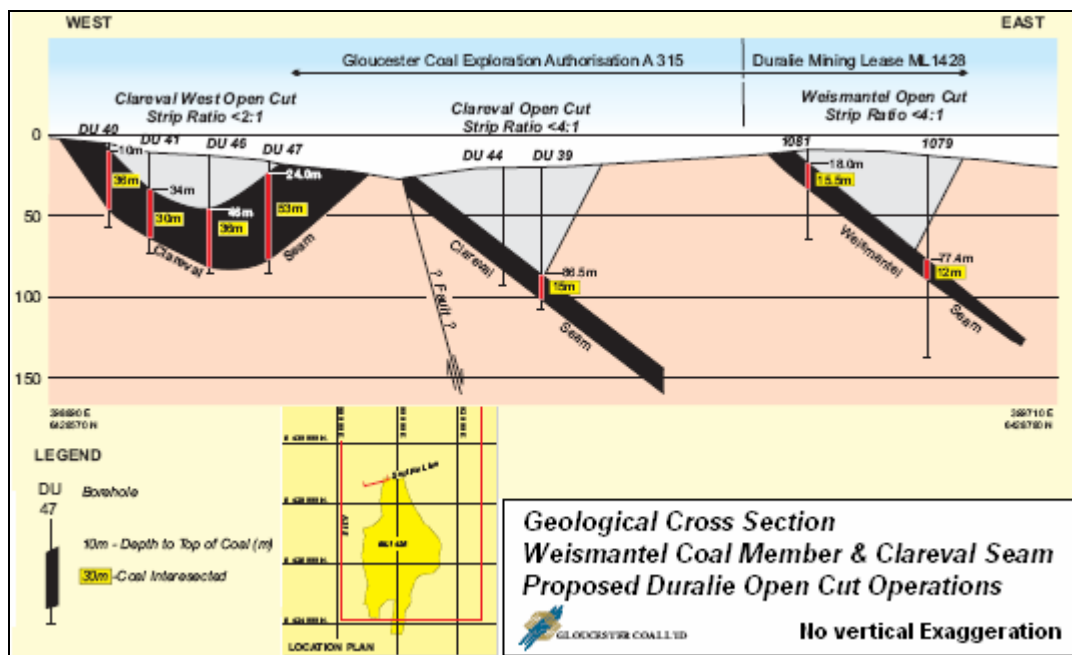 WEST
EAST
Gloucester Coal Exploration Authorisation A 315
Duralie Mining Lease ML1428
Clareval West Open Cut
Strip Ratio <2:1
Clareval Open Cut
Strip Ratio <4:1
Weismantel Open Cut
Strip Ratio <4:1
DU 40
DU 41
DU 46
DU 47
DU 44
DU 39
1081
1079
0
50
100
150
10m
36m
34m
30m
46m
36m
24.0m
53m
Clareval
Seam
86.5m
15m
Clareval
Seam
? Fault ?
18.0m
15.5m
77.4m
12m
Weitmantel
Seam
LEGEND
DU
47
Borehole
10m - Depth to Top of Coal (m)
30m -Coal Interesected
LOCATION PLAN
Geological Cross Section
Weismantel Coal Member & Clareval Seam
Proposed Duralie Open Cut Operations
GLOUCESTER COAL LTD
No vertical Exaggeration